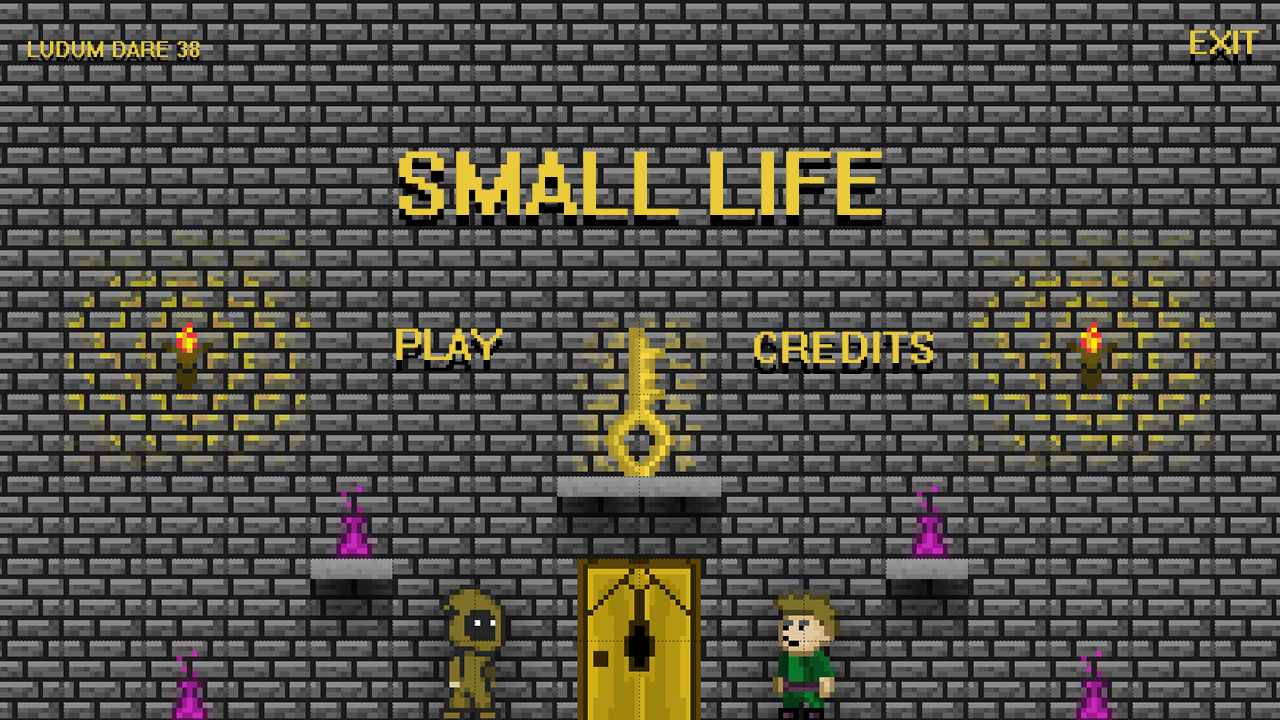 LUDUM DARE 38
EXIT
SMALL LIFE
PLAY
CREDITS